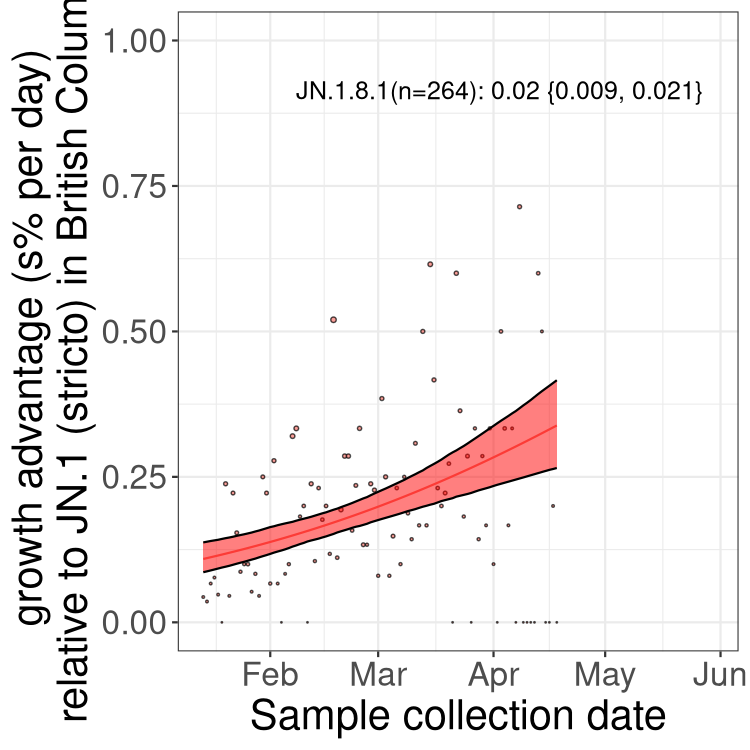 growth advantage (s% per day)
relative to JN.1 (stricto) in British Colum
1.00
0.75
0.50
0.25
0.00
JN.1.8.1(n=264): 0.02 {0.009, 0.021}
Feb Mar Apr May Jun
Sample collection date